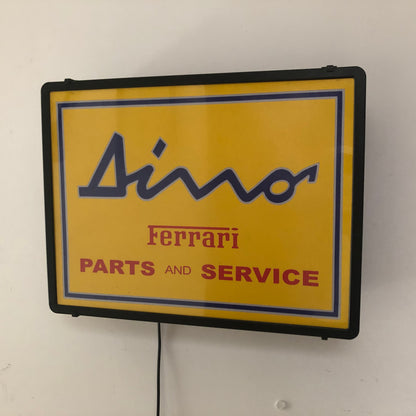 Dino
Ferrari
PARTS AND SERVICE